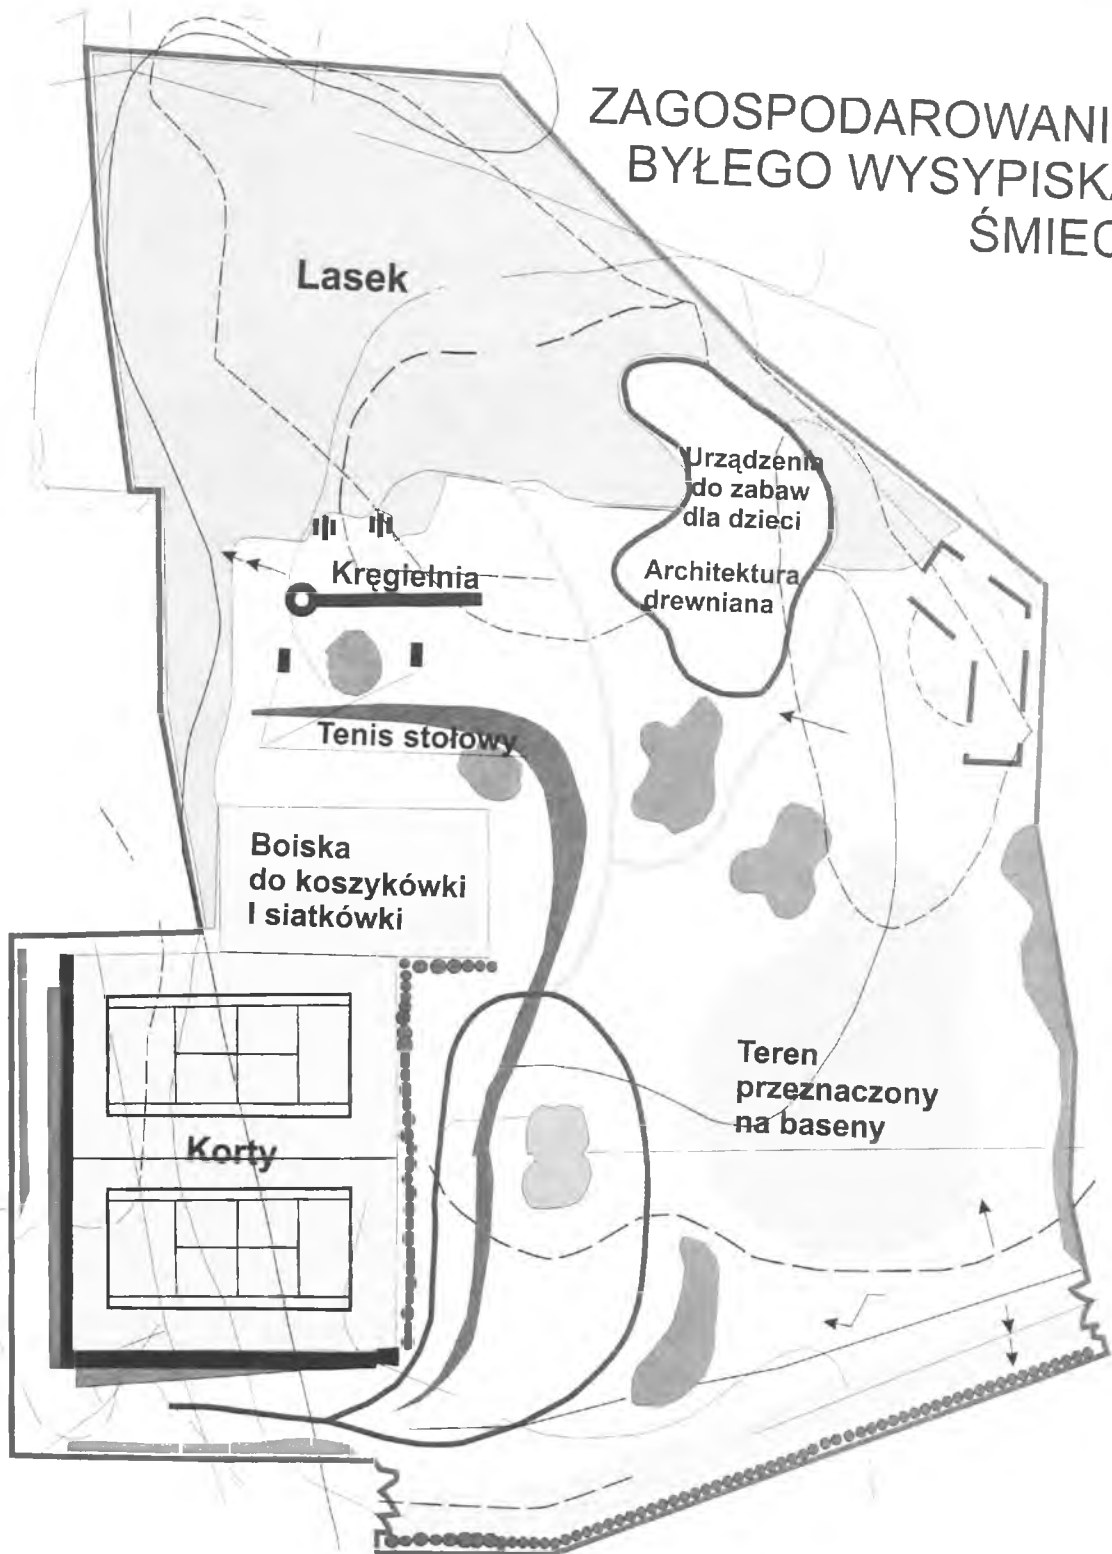 ZAGOSPODAROWANI
BYŁEGO WYSYPISKA
ŚMIEC
Lasek
Urządzenia
do zabaw
dla dzieci
Architektura
drewniana
Kręgielnia
Tenis stołowy
Boiska
do koszykówki
I siatkówki
Teren
przeznaczony
na baseny
Korty